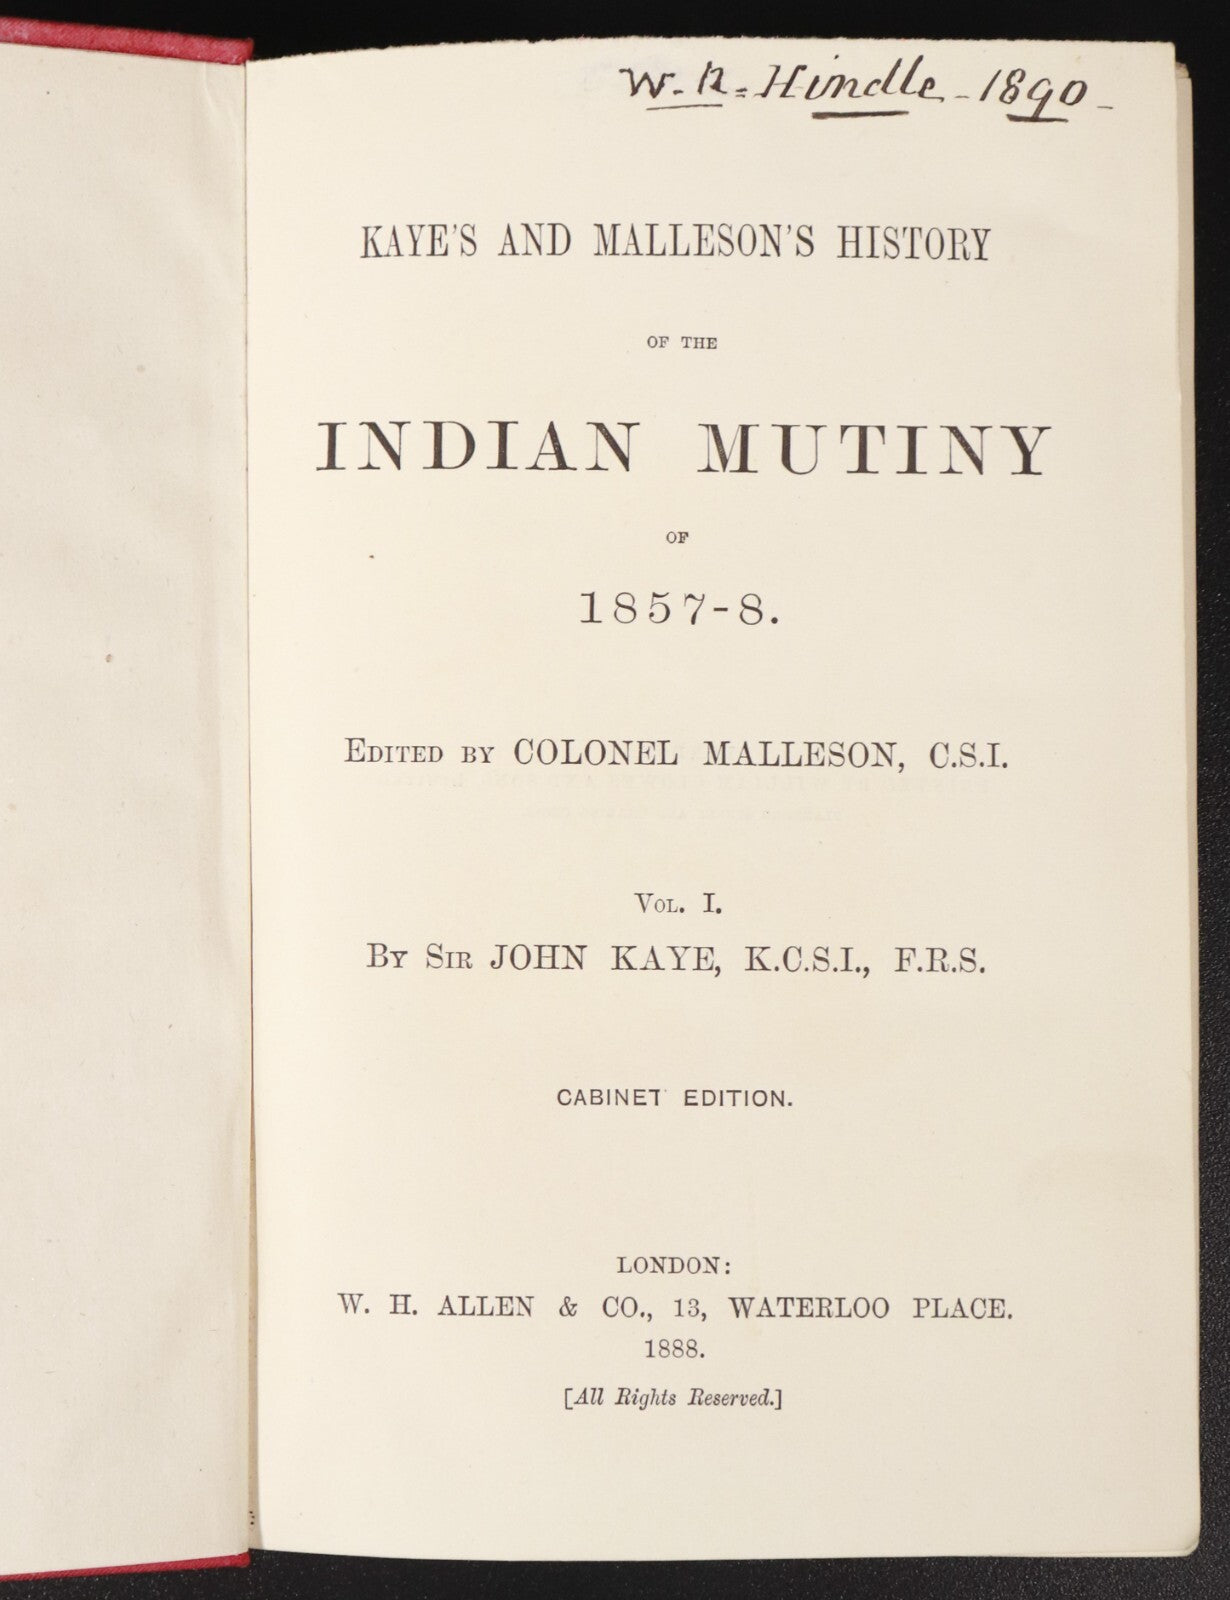 W. R. Hindle - 1890 -
KAYE'S AND MALLESON'S HISTORY
OF THE
INDIAN MUTINY
OF
1857-8.
EDITED BY COLONEL MALLESON, C.S.I.
VOL. I.
BY SIR JOHN KAYE, K.C.S.I., F.R.S.
CABINET EDITION.
LONDON:
W. H. ALLEN & CO., 13, WATERLOO PLACE.
1888.
[All Rights Reserved.]